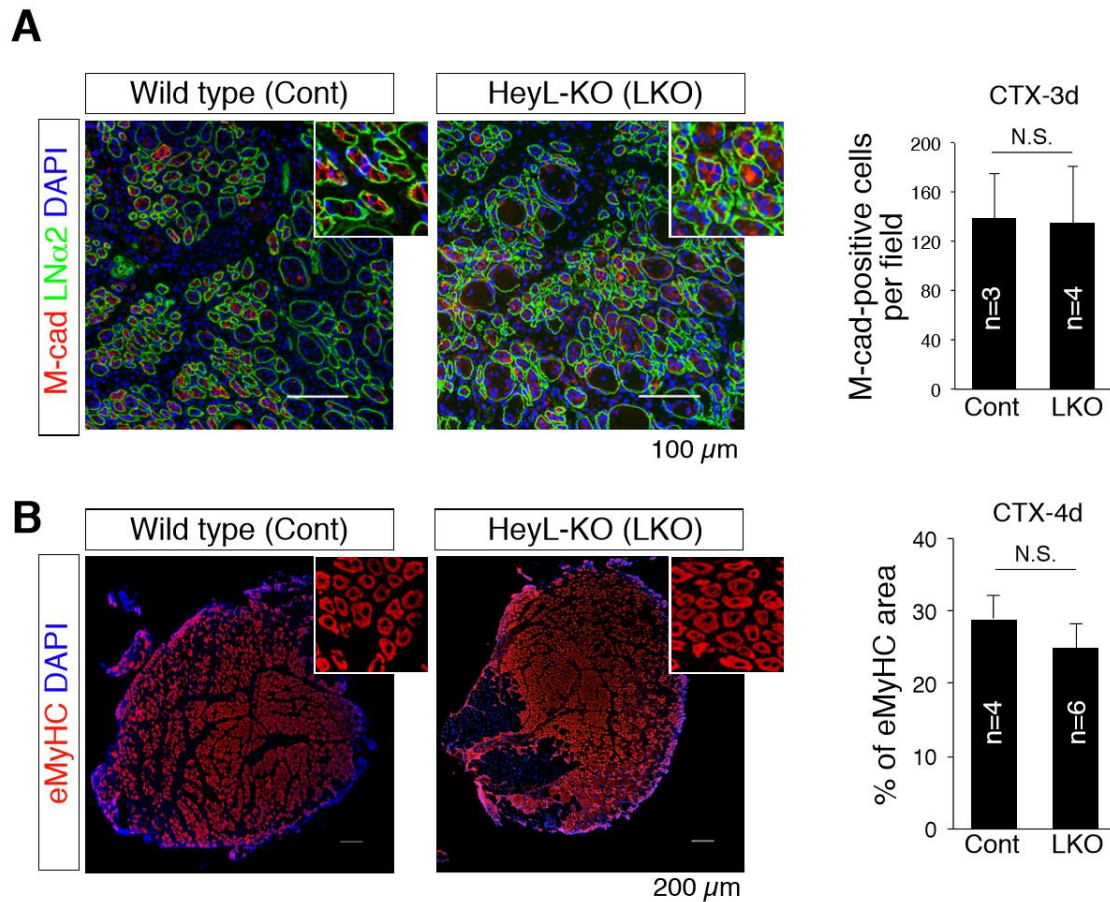 A
Wild type (Cont)
HeyL-KO (LKO)
M-cad LNα2 DAPI
100 µm
CTX-3d
N.S.
M-cad-positive cells
per field
200
160
120
80
40
0
n=3
n=4
Cont
LKO
B
Wild type (Cont)
HeyL-KO (LKO)
eMyHC DAPI
200 µm
CTX-4d
N.S.
% of eMyHC area
40
30
20
10
0
n=4
n=6
Cont
LKO